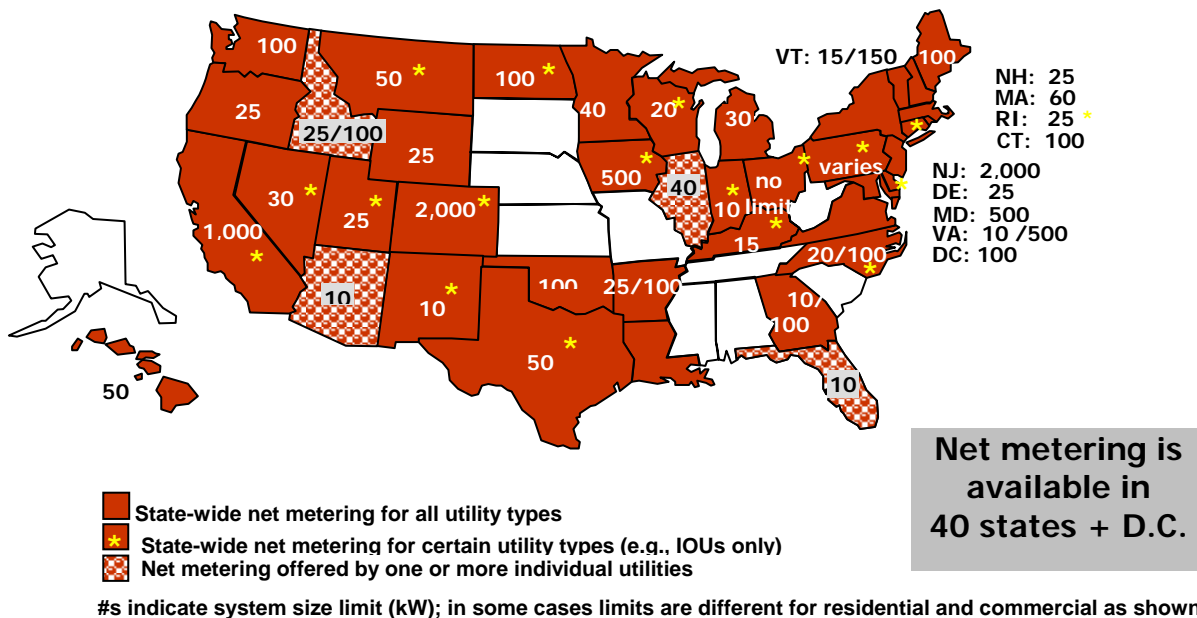 100
50 *
100 *
VT: 15/150
100
NH: 25
MA: 60
RI: 25 *
CT: 100
25
25/100
25
40
20 *
30
*
*
*
varies
NJ: 2,000
DE: 25
MD: 500
VA: 10 /500
DC: 100
*
30 *
25 *
2,000 *
500 *
40
10 *
no
limit
*
15
1,000
*
20/100
*
10
10 *
100
25/100
10/
100
50 *
10
50
Net metering is
available in
40 states + D.C.
State-wide net metering for all utility types
* State-wide net metering for certain utility types (e.g., IOUs only)
Net metering offered by one or more individual utilities
#s indicate system size limit (kW); in some cases limits are different for residential and commercial as shown